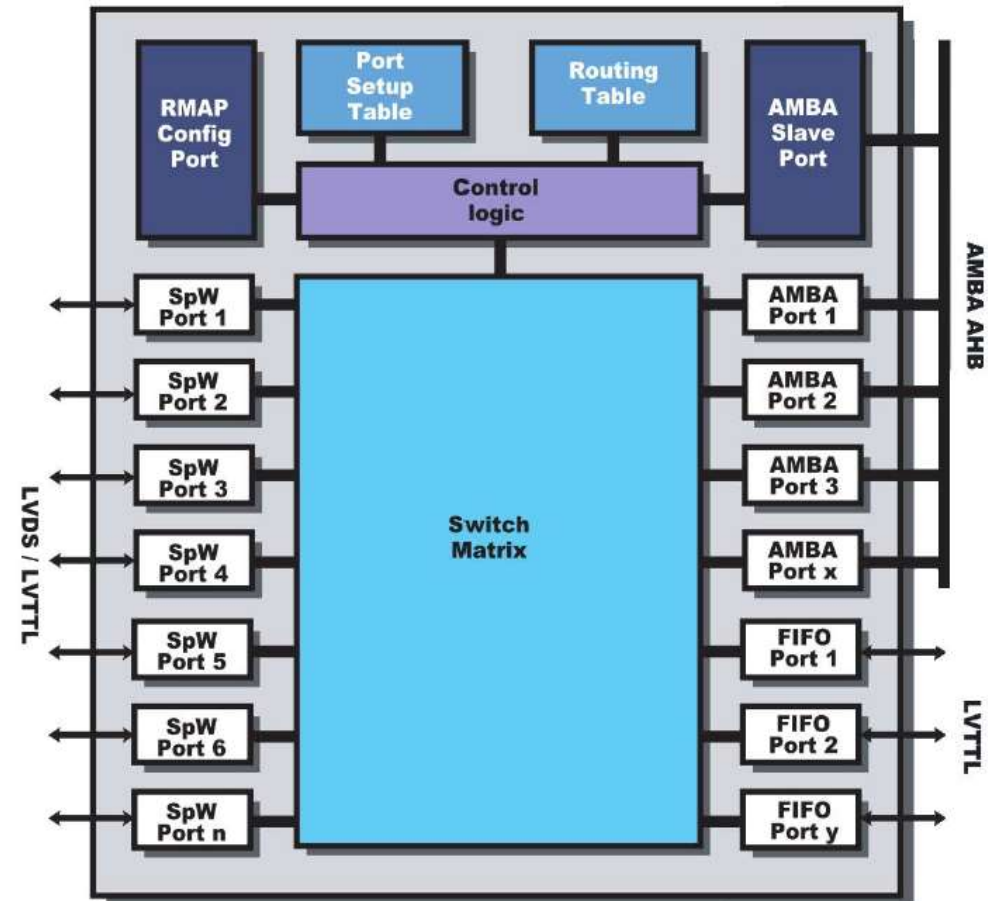 RMAP
Config
Port
Port
Setup
Table
Routing
Table
AMBA
Slave
Port
Control
logic
SpW
Port 1
SpW
Port 2
SpW
Port 3
SpW
Port 4
SpW
Port 5
SpW
Port 6
SpW
Port n
LVDS / LVTTL
Switch
Matrix
AMBA
Port 1
AMBA
Port 2
AMBA
Port 3
AMBA
Port x
FIFO
Port 1
FIFO
Port 2
FIFO
Port y
AMBA AHB
LVTTL